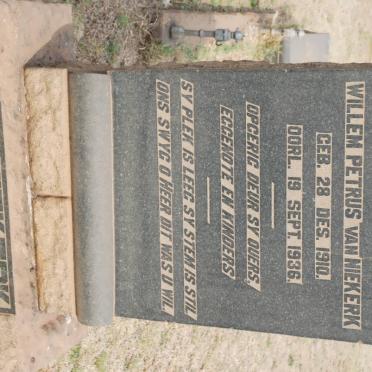 WILLEM PETRUS VAN NIEKERK
GEB. 28 DES. 1910.
OORL. 19 SEPT. 1936.
OPGERIG DEUR SY OUERS,
EGGENOTE EN KINDERS
SY PLEK IS LEEG SY STEM IS STIL
ONS SWYG O HEER DIT WAS U WIL